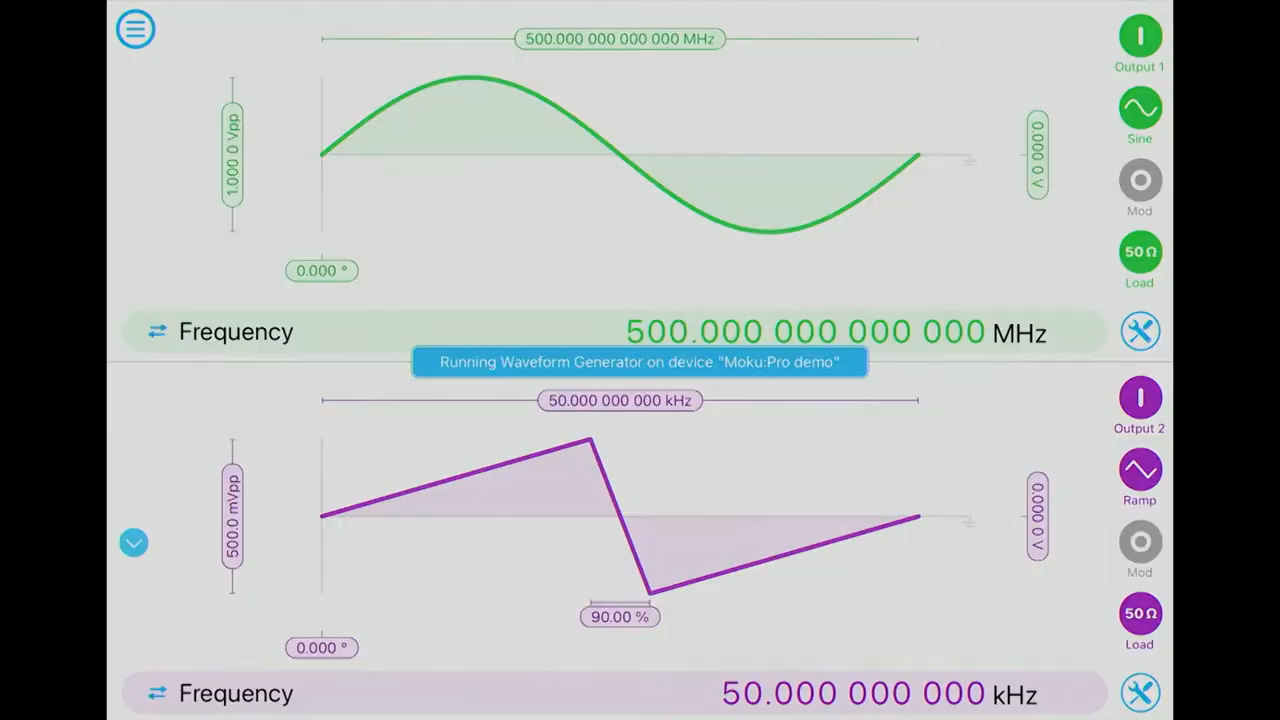 500.000 000 000 000 MHz
Output 1
1.000 0 Vpp
0.000 0 V
Sine
Mod
50 Ω
Load
0.000 °
Frequency
500.000 000 000 000 MHz
Running Waveform Generator on device "Moku:Pro demo"
50.000 000 000 kHz
Output 2
500.0 mVpp
0.000 0 V
Ramp
Mod
90.00 %
50 Ω
Load
0.000 °
Frequency
50.000 000 000 kHz